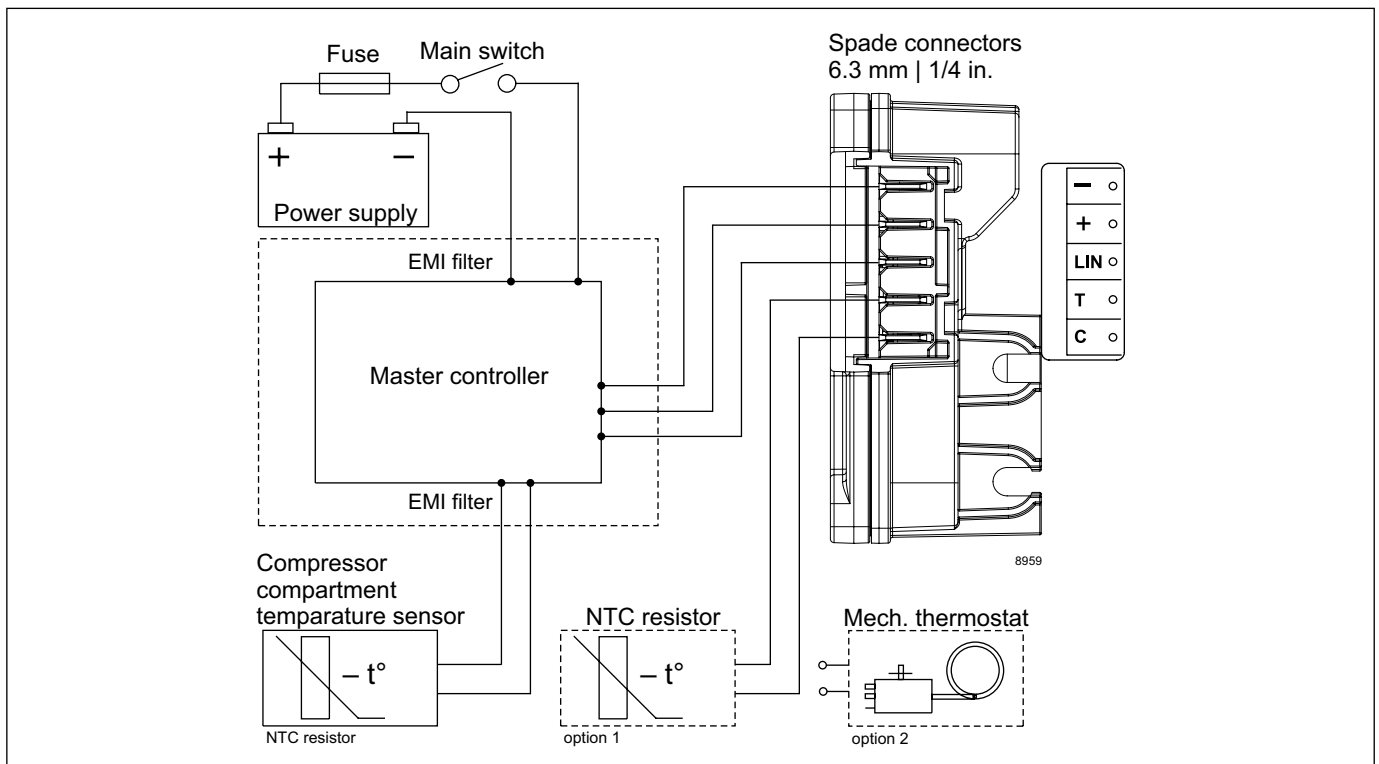 Fuse
Main switch
Spade connectors
6.3 mm | 1/4 in.
+ −
Power supply
−
+
LIN
T
C
EMI filter
Master controller
EMI filter
8959
Compressor
compartment
temparature sensor
– t°
NTC resistor
NTC resistor
– t°
option 1
Mech. thermostat
option 2